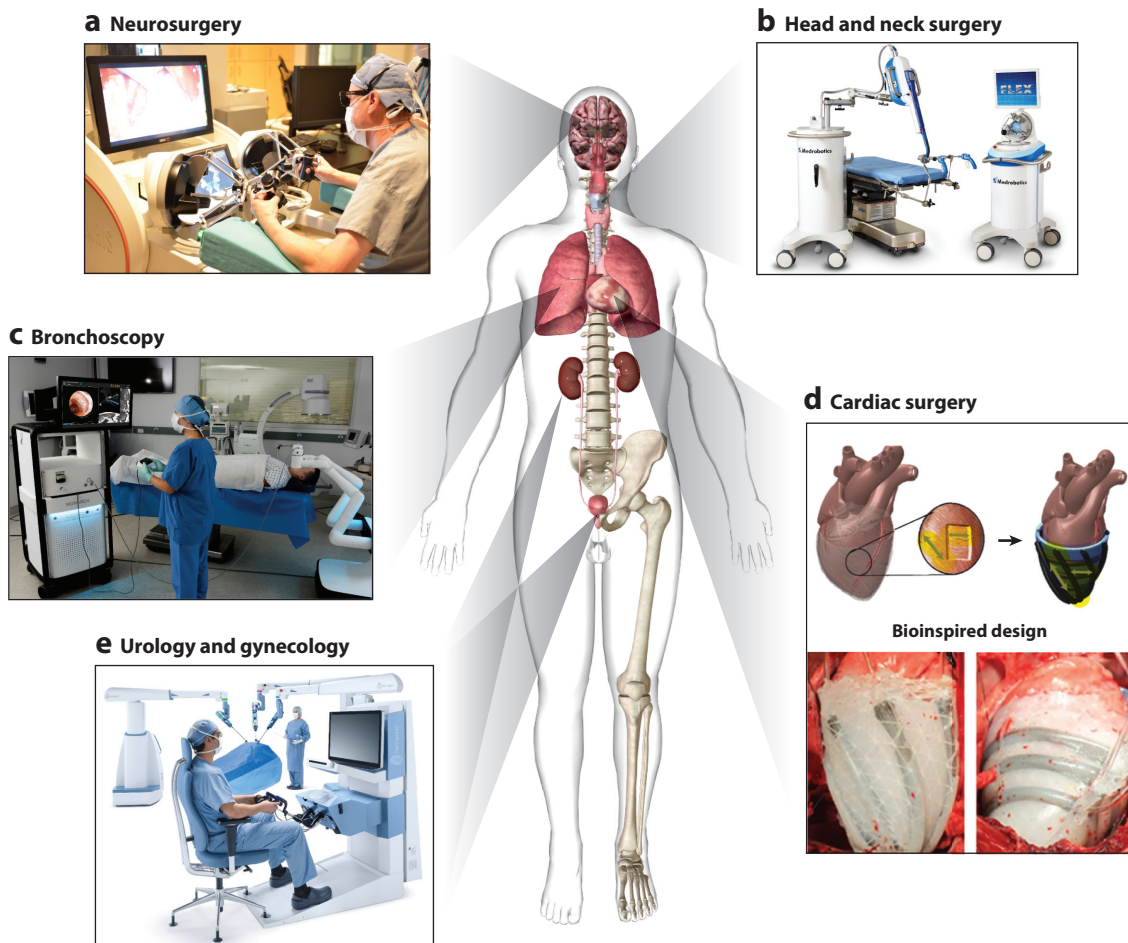 a Neurosurgery
b Head and neck surgery
FLEX
Medrobotics
Medrobotics
c Bronchoscopy
d Cardiac surgery
Bioinspired design
e Urology and gynecology